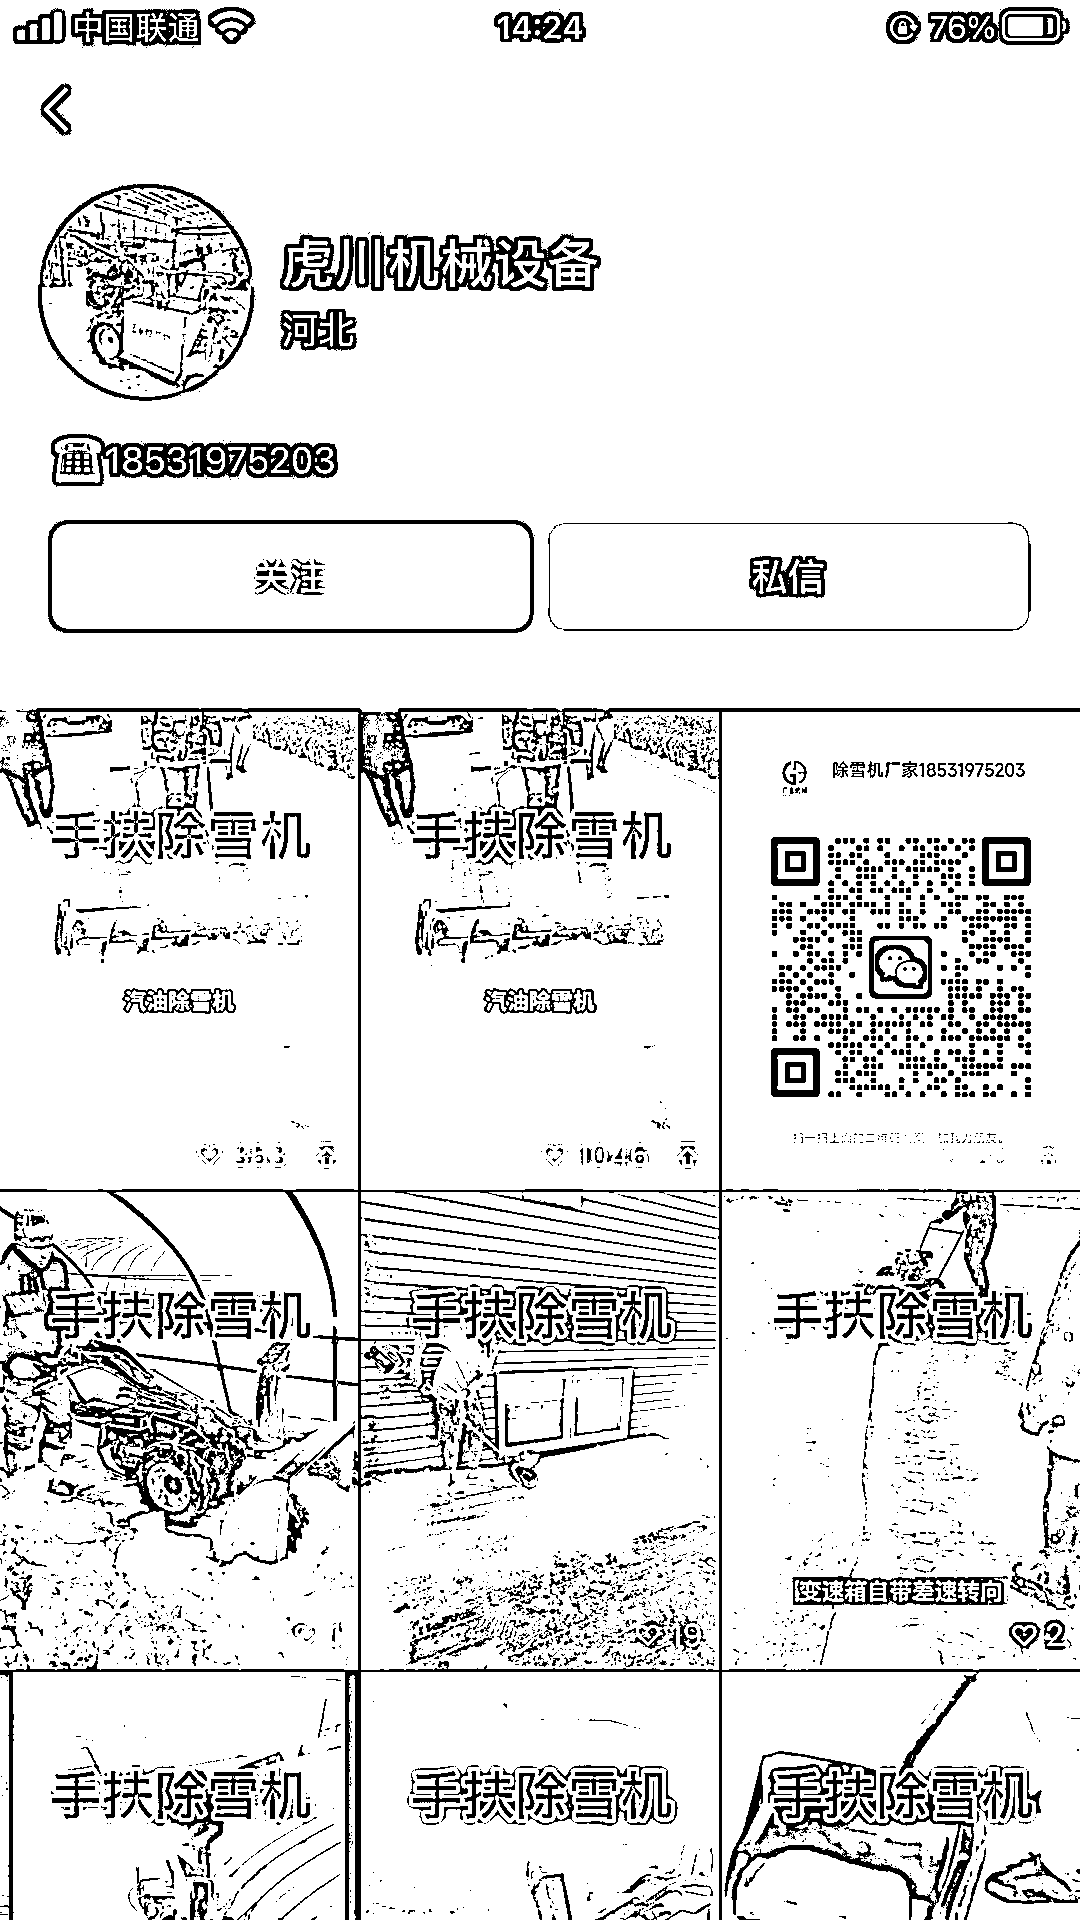 中国联通
14:24
76%
虎川机械设备
河北
18531975203
关注
私信
手扶除雪机
汽油除雪机
手扶除雪机
汽油除雪机
除雪机厂家18531975203
手扶除雪机
手扶除雪机
19
手扶除雪机
变速箱自带差速转向
2
手扶除雪机
手扶除雪机
手扶除雪机